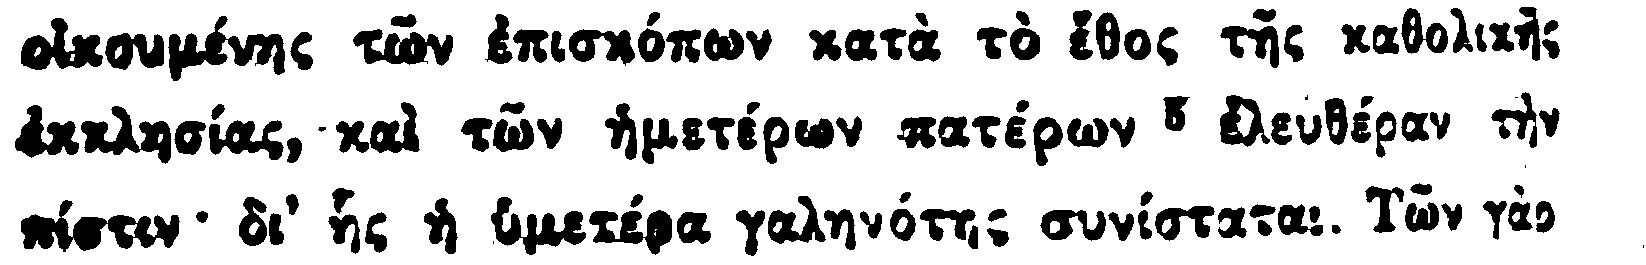 οἰκουμένης τῶν ἐπισκόπων κατὰ τὸ ἔθος τῆς καθολικῆς
ἐκκλησίας, καὶ τῶν ἡμετέρων πατέρων ᵟ ἐλευθέραν τὴν
πίστιν · δι’ ἧς ἡ ὑμετέρα γαληνότης συνίσταται. Τῶν γὰρ